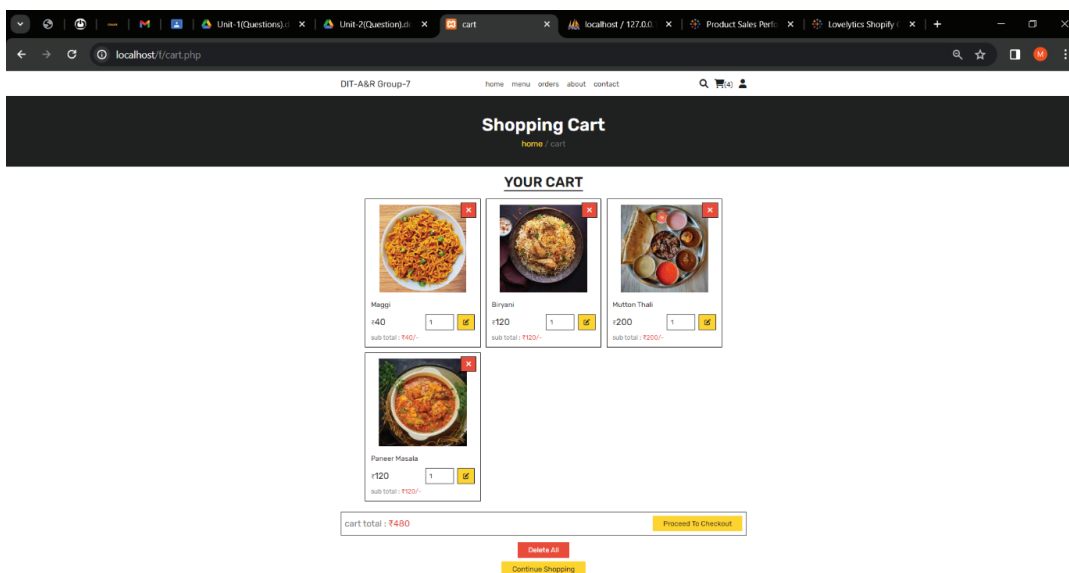 Unit-1(Questions).d
Unit-2(Question).do
cart
localhost / 127.0.0.
Product Sales Perfo
Lovelytics Shopify
localhost/f/cart.php
M
DIT-A&R Group-7
home menu orders about contact
(4)
Shopping Cart
home / cart
YOUR CART
Maggi
₹40
1
sub total : ₹40/-
Biryani
₹120
1
sub total : ₹120/-
Mutton Thali
₹200
1
sub total : ₹200/-
Paneer Masala
₹120
1
sub total : ₹120/-
cart total : ₹480
Proceed To Checkout
Delete All
Continue Shopping